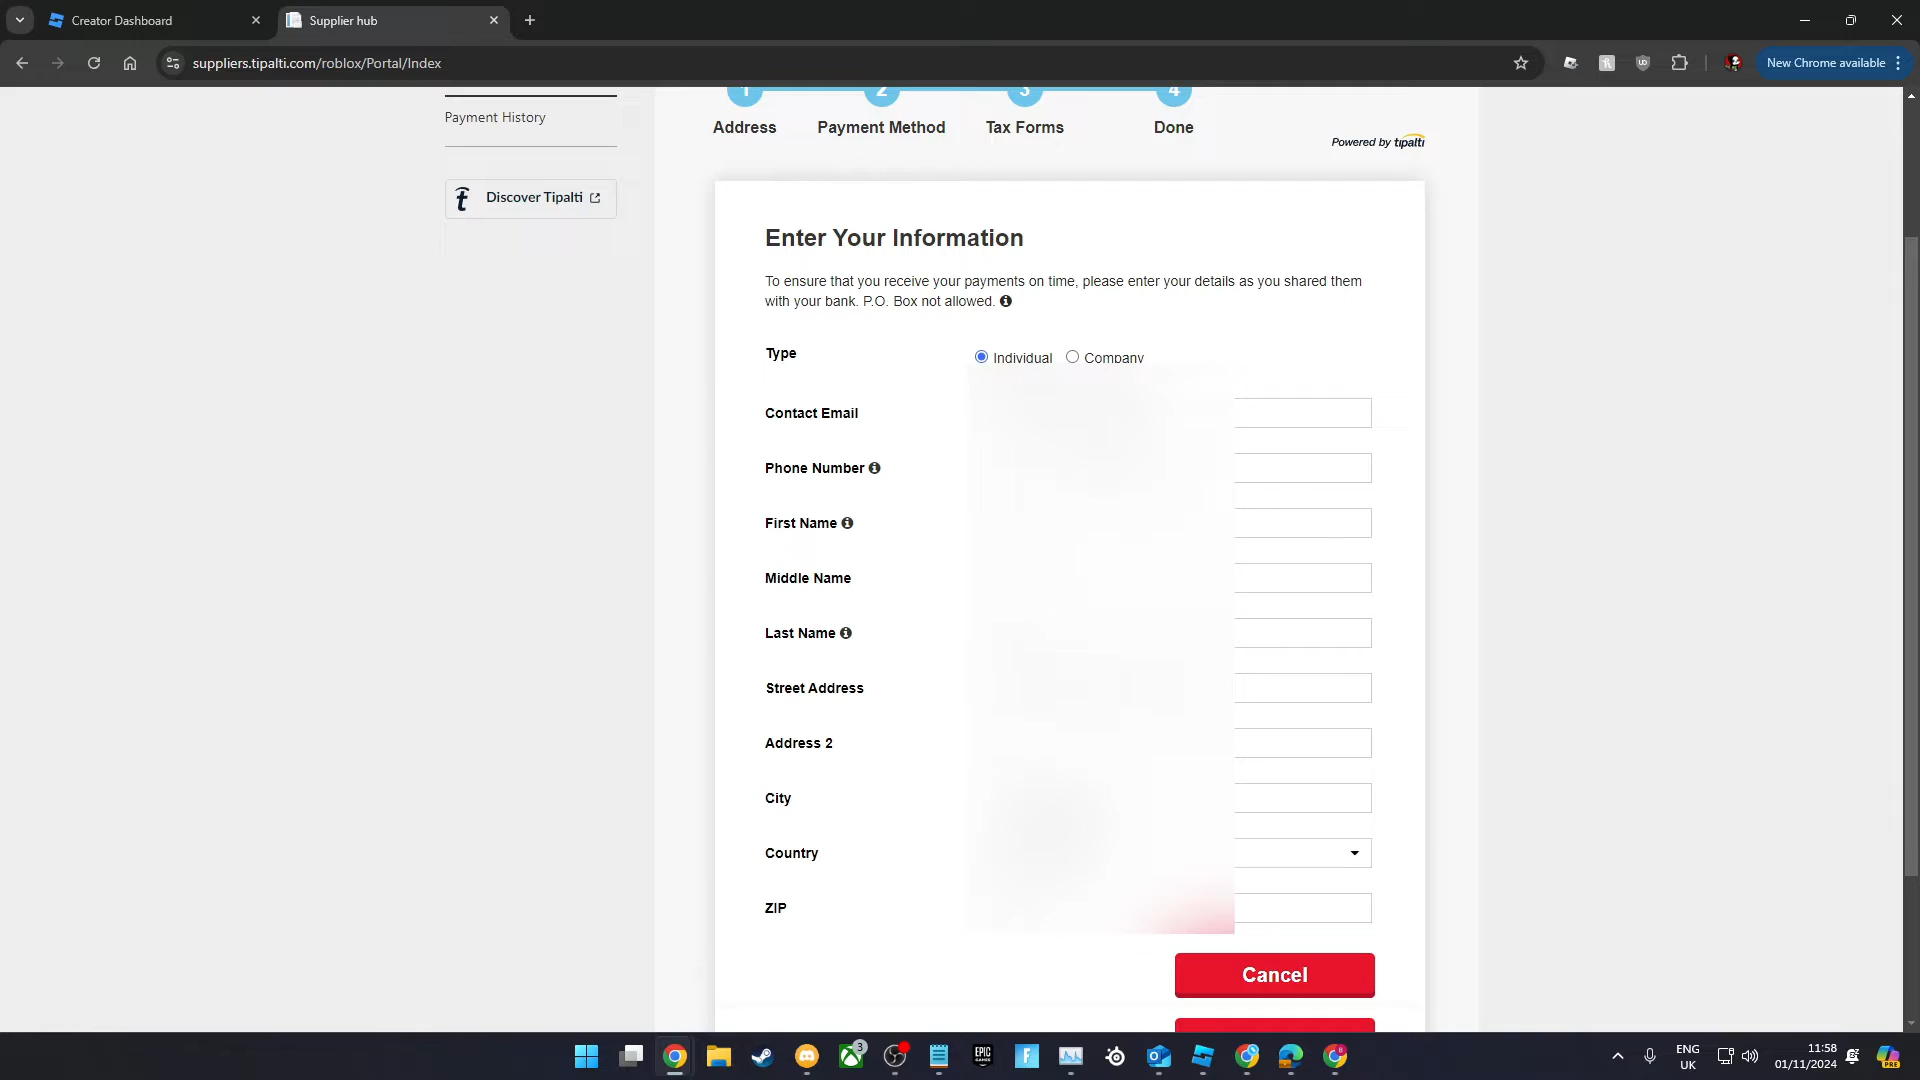 Creator Dashboard
Supplier hub
suppliers.tipalti.com/roblox/Portal/Index
New Chrome available
1 2 3 4
Address Payment Method Tax Forms Done
Powered by tipalti
Payment History
Discover Tipalti
Enter Your Information
To ensure that you receive your payments on time, please enter your details as you shared them
with your bank. P.O. Box not allowed.
Type Individual Company
Contact Email
Phone Number
First Name
Middle Name
Last Name
Street Address
Address 2
City
Country
ZIP
Cancel
3
EPIC GAMES
ENG
UK
11:58
01/11/2024
PRE